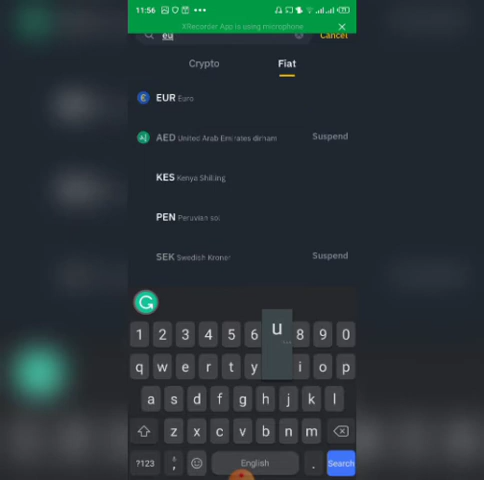 11:56
XRecorder App is using microphone
eu
Cancel
Crypto Fiat
EUR Euro
AED United Arab Emirates dirham Suspend
KES Kenya Shilling
PEN Peruvian sol
SEK Swedish Kronor Suspend
u
1 2 3 4 5 6 8 9 0
q w e r t y i o p
a s d f g h j k l
z x c v b n m
?123 , English . Search